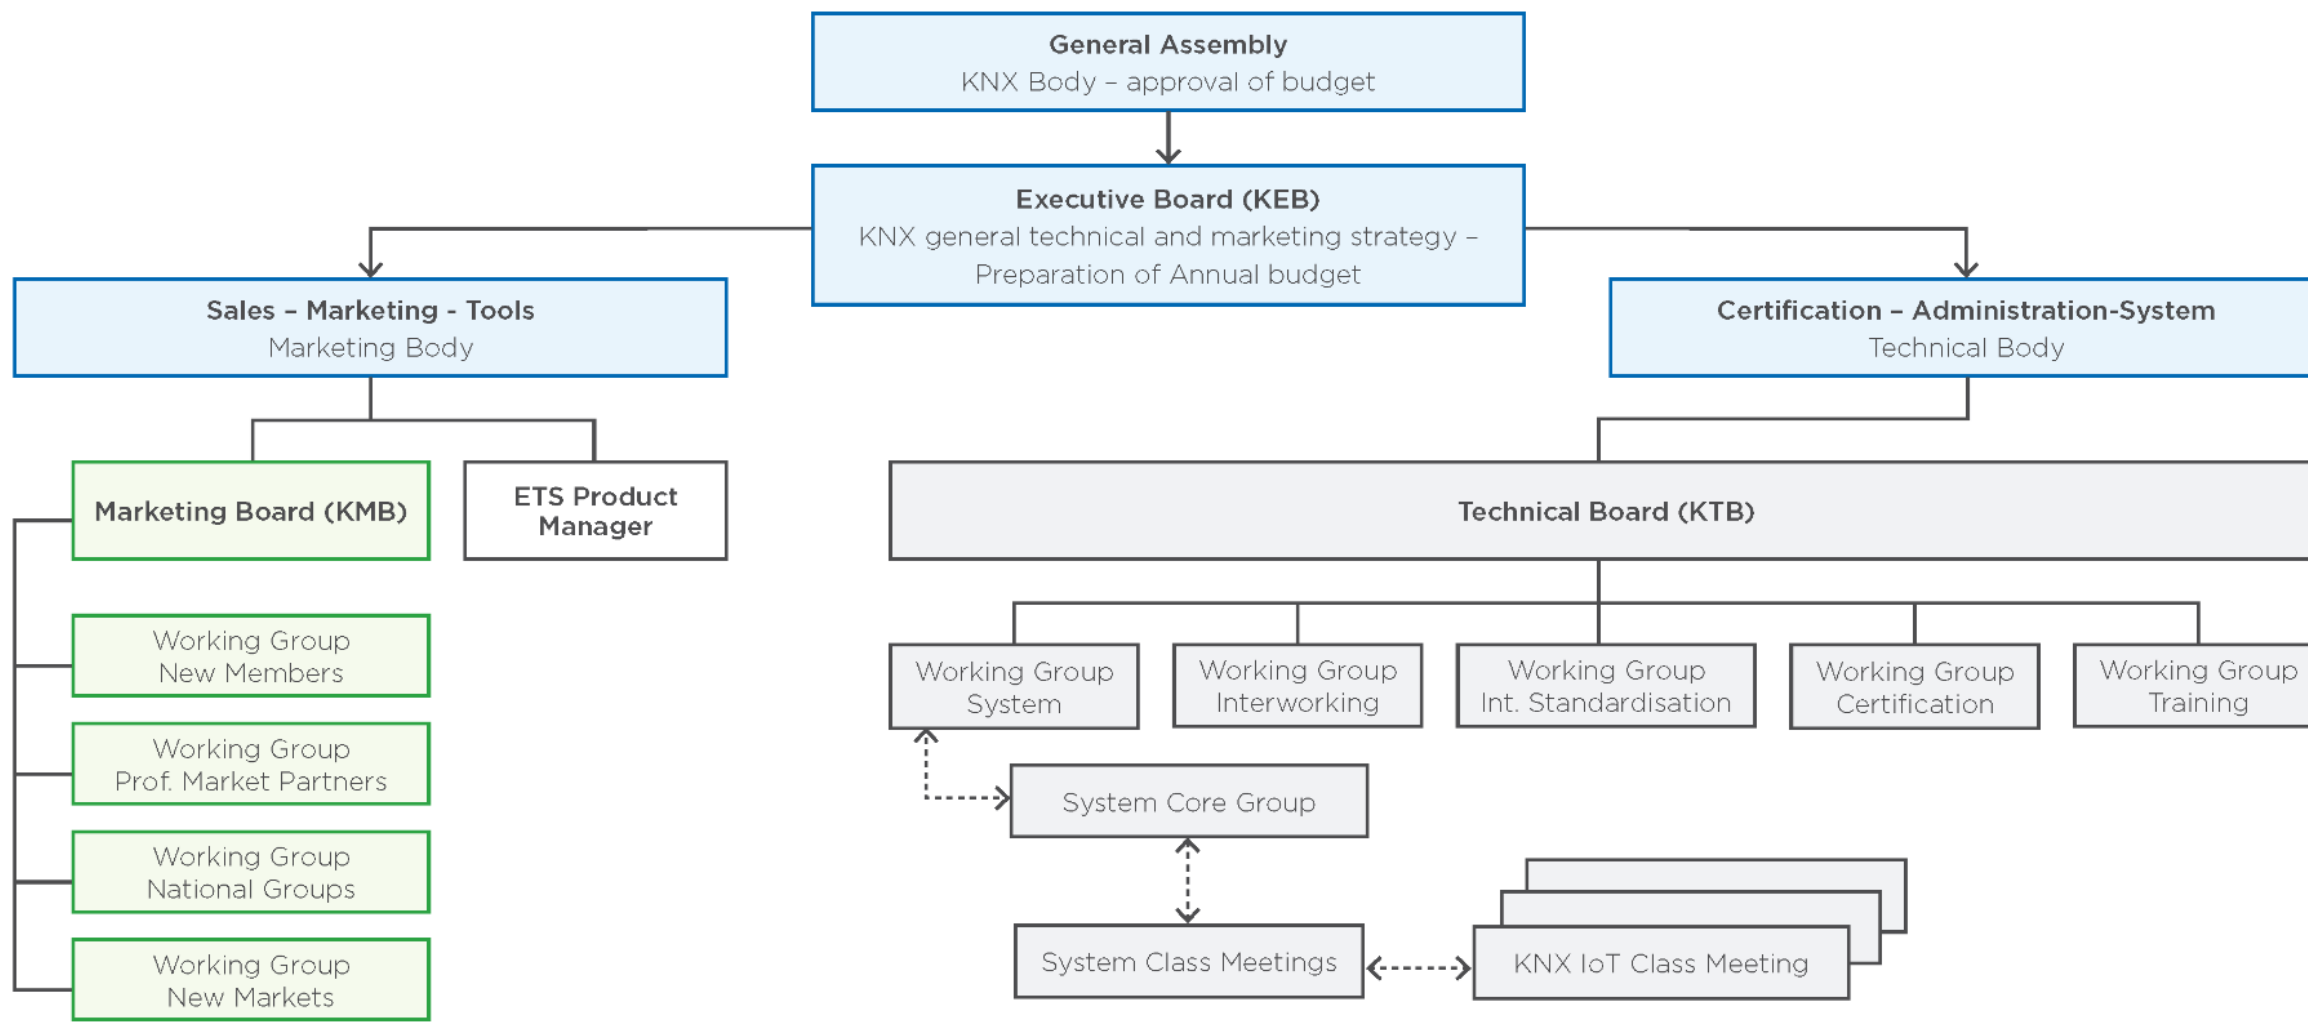 General Assembly
KNX Body – approval of budget
Executive Board (KEB)
KNX general technical and marketing strategy –
Preparation of Annual budget
Sales – Marketing - Tools
Marketing Body
Certification – Administration-System
Technical Body
Marketing Board (KMB)
ETS Product
Manager
Technical Board (KTB)
Working Group
New Members
Working Group
Prof. Market Partners
Working Group
National Groups
Working Group
New Markets
Working Group
System
Working Group
Interworking
Working Group
Int. Standardisation
Working Group
Certification
Working Group
Training
System Core Group
System Class Meetings
KNX IoT Class Meeting